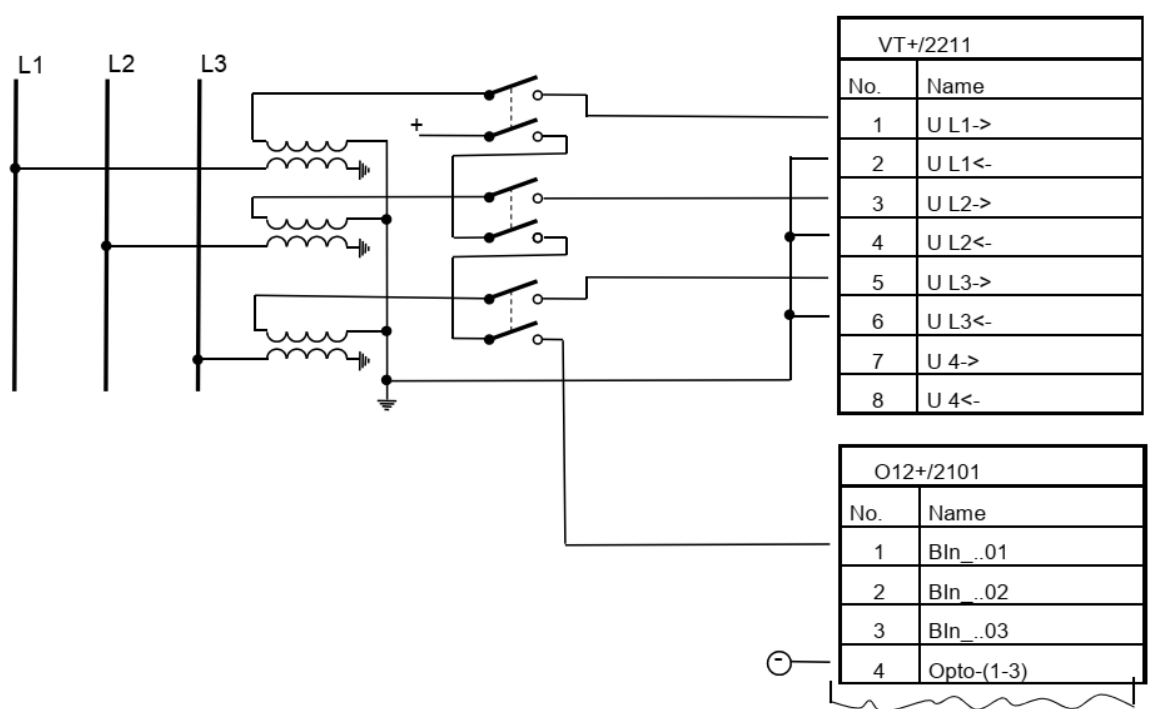 L1 L2 L3
+
VT+/2211
No. Name
1 U L1->
2 U L1<-
3 U L2->
4 U L2<-
5 U L3->
6 U L3<-
7 U 4->
8 U 4<-
O12+/2101
No. Name
1 BIn_..01
2 BIn_..02
3 BIn_..03
- 4 Opto-(1-3)